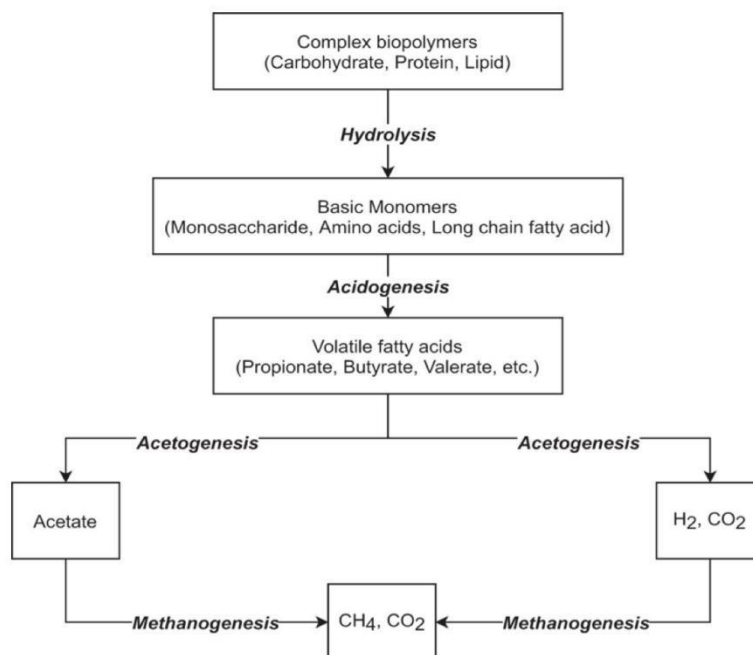 Complex biopolymers
(Carbohydrate, Protein, Lipid)
Hydrolysis
Basic Monomers
(Monosaccharide, Amino acids, Long chain fatty acid)
Acidogenesis
Volatile fatty acids
(Propionate, Butyrate, Valerate, etc.)
Acetogenesis
Acetogenesis
Acetate
H2, CO2
Methanogenesis
CH4, CO2
Methanogenesis